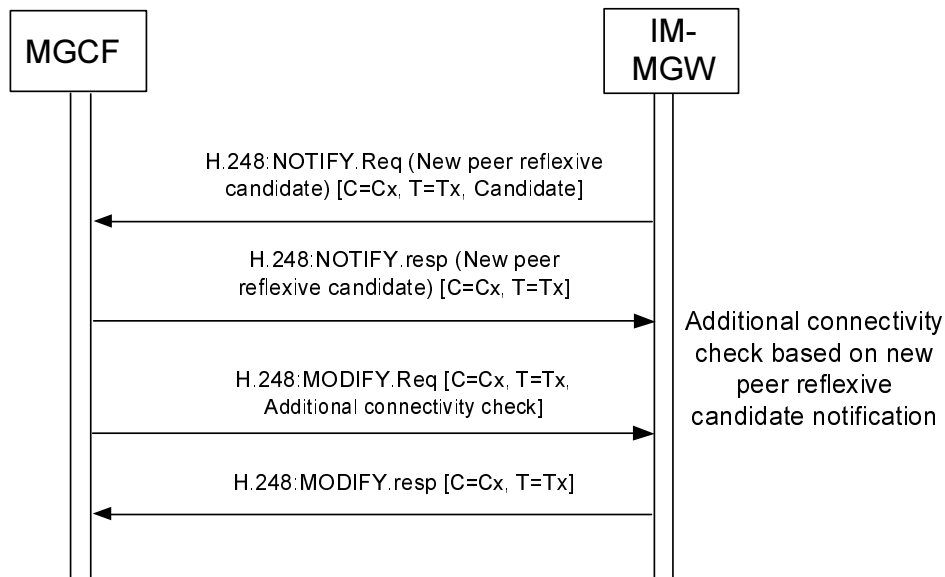 MGCF
IM-
MGW
H.248:NOTIFY.Req (New peer reflexive
candidate) [C=Cx, T=Tx, Candidate]
H.248:NOTIFY.resp (New peer
reflexive candidate) [C=Cx, T=Tx]
H.248:MODIFY.Req [C=Cx, T=Tx,
Additional connectivity check]
H.248:MODIFY.resp [C=Cx, T=Tx]
Additional connectivity
check based on new
peer reflexive
candidate notification